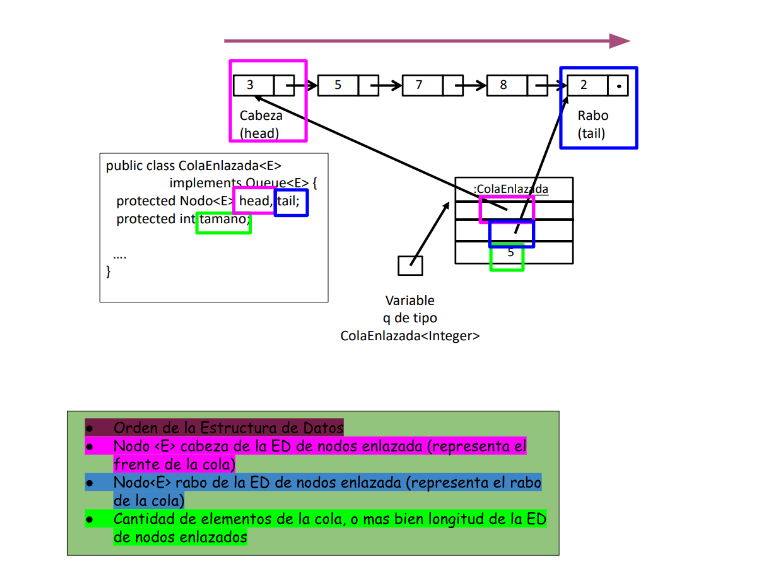 3 5 7 8 2
Cabeza
(head)
Rabo
(tail)
public class ColaEnlazada<E>
implements Queue<E> {
protected Nodo<E> head, tail;
protected int tamano;
....
}
:ColaEnlazada
5
Variable
q de tipo
ColaEnlazada<Integer>
● Orden de la Estructura de Datos
● Nodo <E> cabeza de la ED de nodos enlazada (representa el
frente de la cola)
● Nodo<E> rabo de la ED de nodos enlazada (representa el rabo
de la cola)
● Cantidad de elementos de la cola, o mas bien longitud de la ED
de nodos enlazados